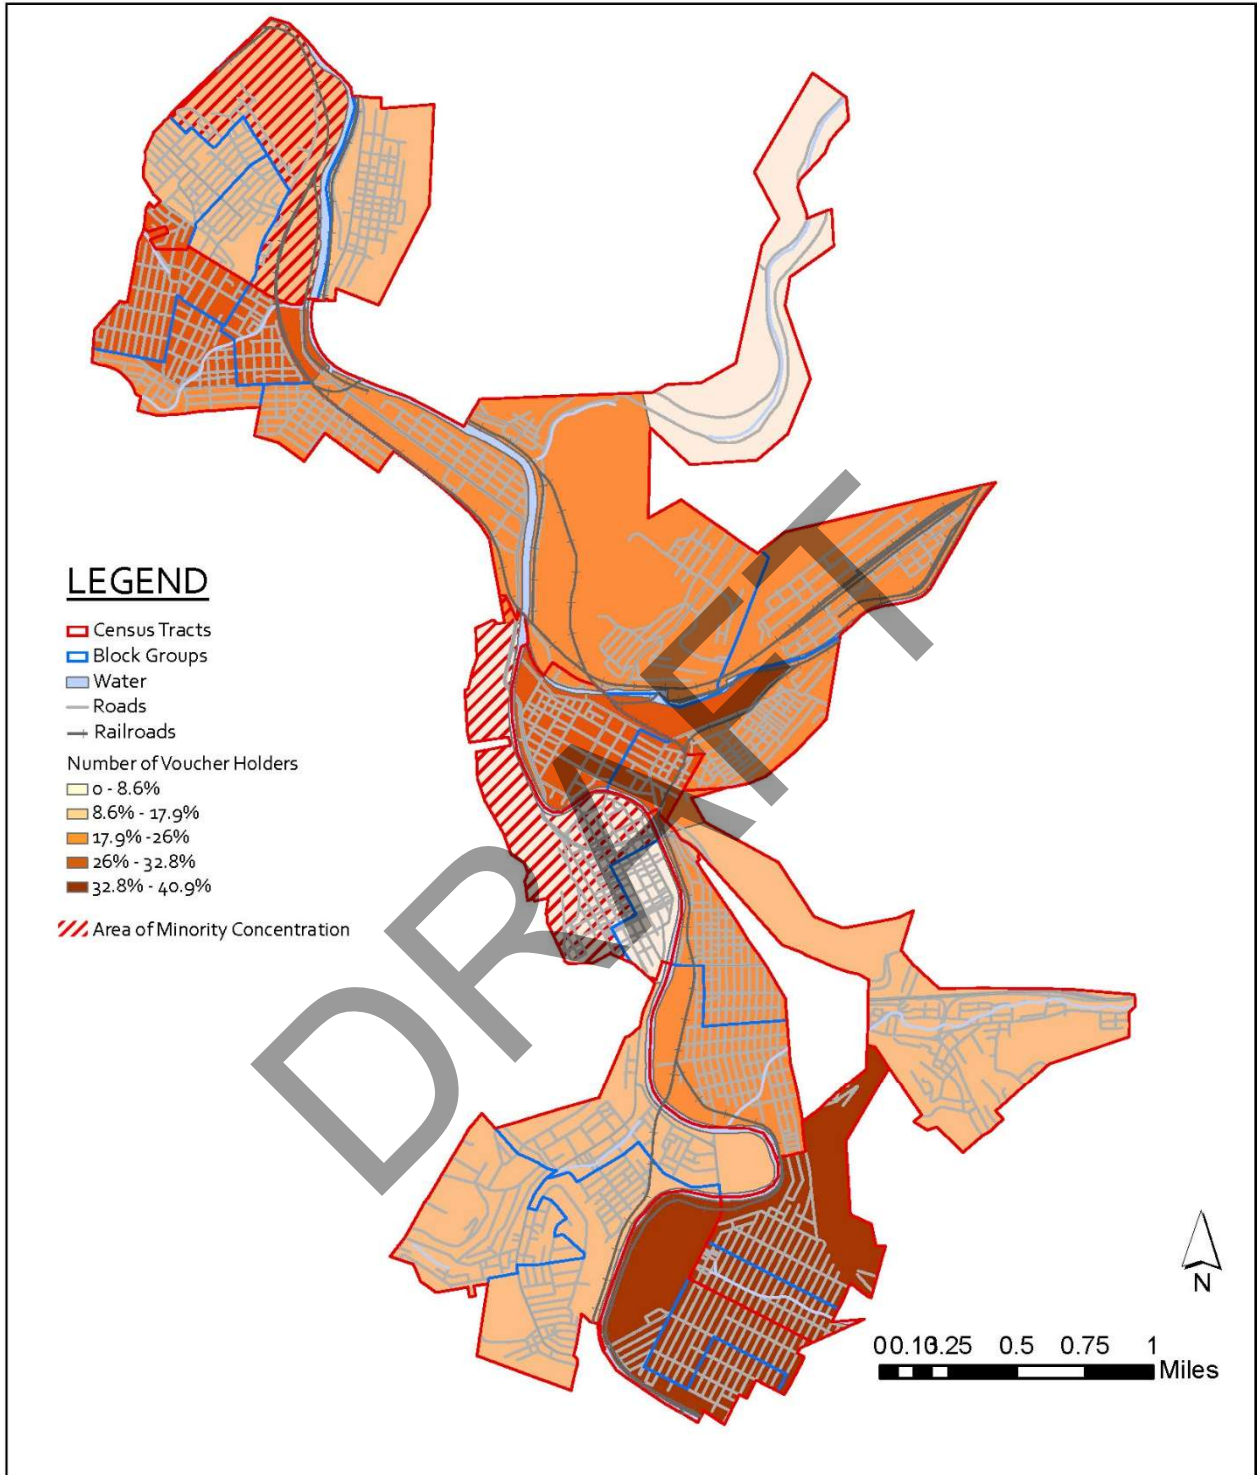 LEGEND
Census Tracts
Block Groups
Water
Roads
Railroads
Number of Voucher Holders
0 - 8.6%
8.6% - 17.9%
17.9% -26%
26% - 32.8%
32.8% - 40.9%
Area of Minority Concentration
DRAFT
N
0 0.13 0.25 0.5 0.75 1
Miles